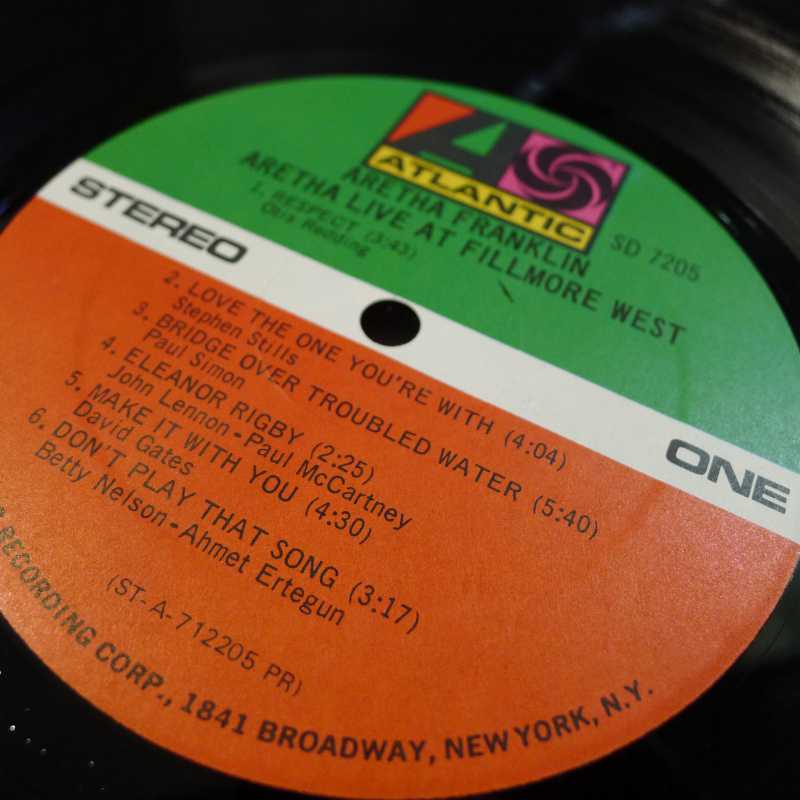 ATLANTIC
ARETHA FRANKLIN
ARETHA LIVE AT FILLMORE WEST
SD 7205
1. RESPECT (3:43)
Otis Redding
STEREO
ONE
2. LOVE THE ONE YOU'RE WITH (4:04)
Stephen Stills
3. BRIDGE OVER TROUBLED WATER (5:40)
Paul Simon
4. ELEANOR RIGBY (2:25)
John Lennon-Paul McCartney
5. MAKE IT WITH YOU (4:30)
David Gates
6. DON'T PLAY THAT SONG (3:17)
Betty Nelson-Ahmet Ertegun
(ST-A-712205 PR)
RECORDING CORP., 1841 BROADWAY, NEW YORK, N.Y.